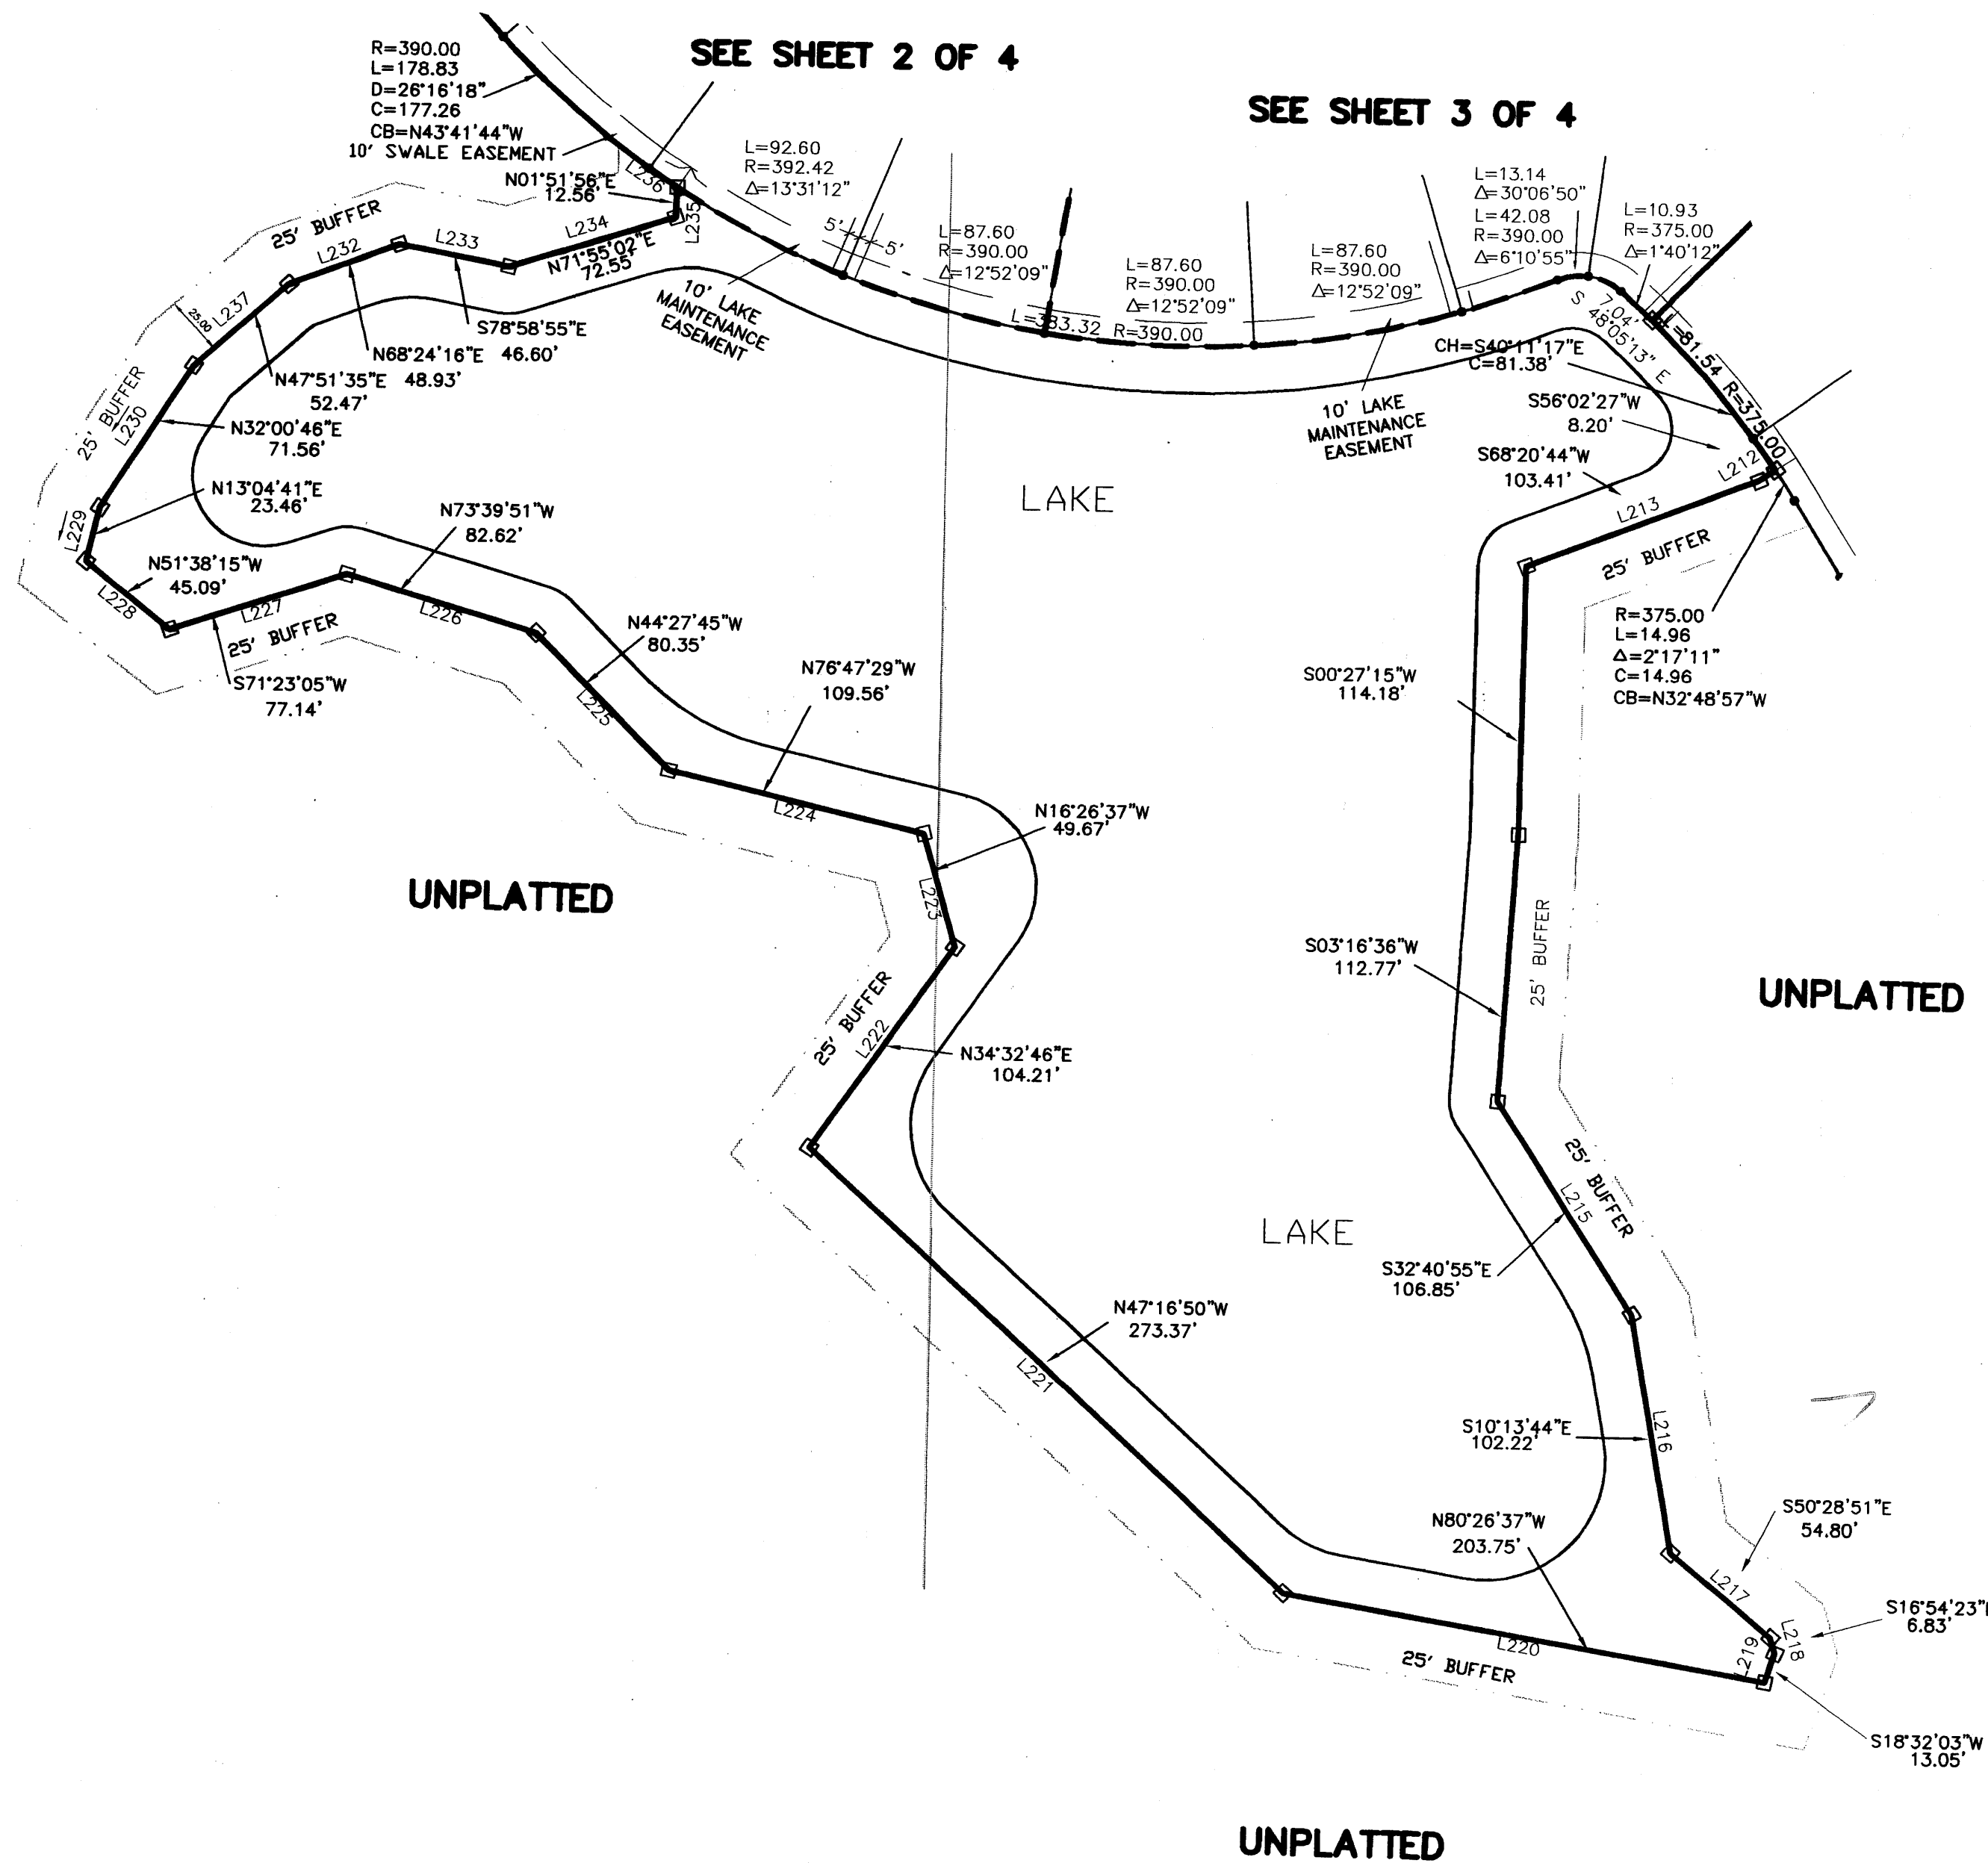 R=390.00
L=178.83
D=26°16'18"
C=177.26
CB=N43°41'44"W
10' SWALE EASEMENT
SEE SHEET 2 OF 4
SEE SHEET 3 OF 4
L=92.60
R=392.42
Δ=13°31'12"
L=13.14
Δ=30°06'50"
L=42.08
R=390.00
Δ=6°10'55"
L=10.93
R=375.00
Δ=1°40'12"
L236
N01°51'56"E
12.56'
L235
25' BUFFER
L232
L233
L234
N71°55'02"E
72.55'
5'
5'
L=87.60
R=390.00
Δ=12°52'09"
L=87.60
R=390.00
Δ=12°52'09"
L=87.60
R=390.00
Δ=12°52'09"
L=383.32 R=390.00
7.04'
S 48°05'13" E
L=81.54 R=375.00
10' LAKE
MAINTENANCE
EASEMENT
25.00
L237
S78°58'55"E
46.60'
N68°24'16"E
48.93'
N47°51'35"E
52.47'
CH=S40°11'17"E
C=81.38'
10' LAKE
MAINTENANCE
EASEMENT
S56°02'27"W
8.20'
S68°20'44"W
103.41'
L212
L213
25' BUFFER
25' BUFFER
L230
N32°00'46"E
71.56'
N13°04'41"E
23.46'
L229
N73°39'51"W
82.62'
LAKE
N51°38'15"W
45.09'
L228
L227
25' BUFFER
L226
S71°23'05"W
77.14'
N44°27'45"W
80.35'
L225
N76°47'29"W
109.56'
L224
R=375.00
L=14.96
Δ=2°17'11"
C=14.96
CB=N32°48'57"W
S00°27'15"W
114.18'
N16°26'37"W
49.67'
L223
UNPLATTED
S03°16'36"W
112.77'
25' BUFFER
UNPLATTED
25' BUFFER
L222
N34°32'46"E
104.21'
LAKE
25' BUFFER
L215
S32°40'55"E
106.85'
N47°16'50"W
273.37'
L221
S10°13'44"E
102.22'
L216
N80°26'37"W
203.75'
S50°28'51"E
54.80'
L217
S16°54'23"
6.83'
L218
L219
L220
25' BUFFER
S18°32'03"W
13.05'
UNPLATTED